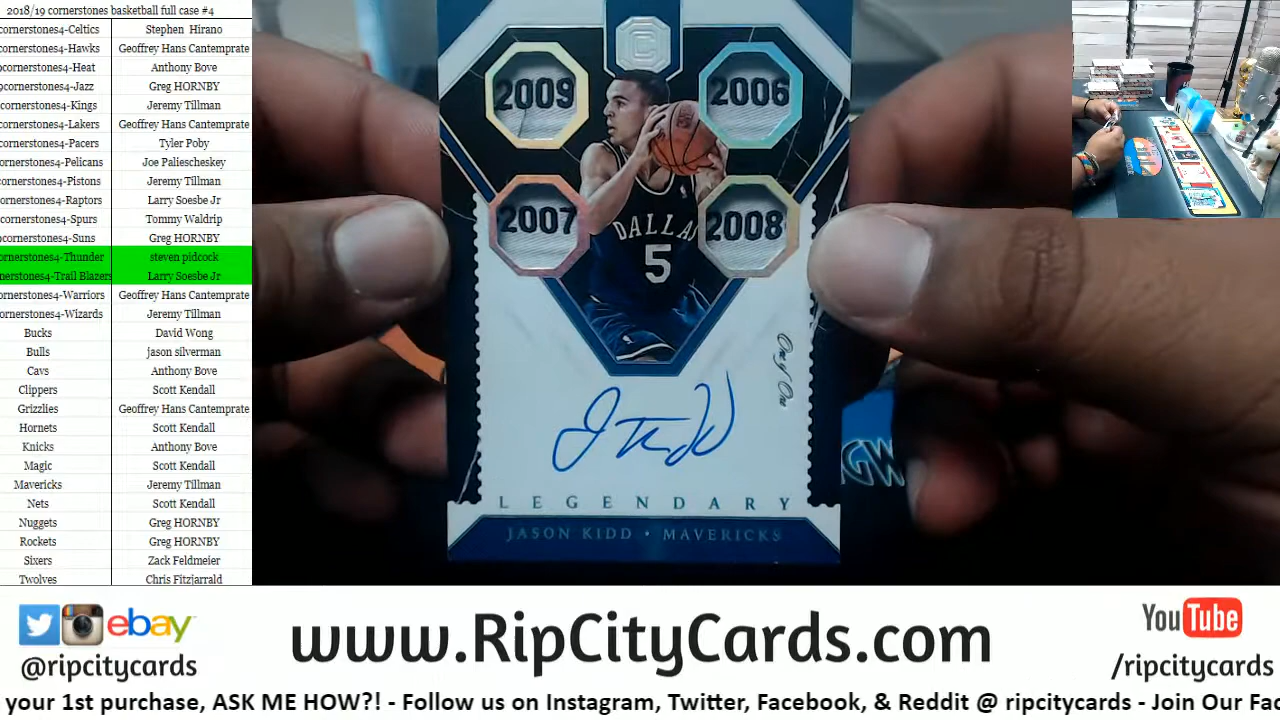 2018/19 cornerstones basketball full case #4
cornerstones4-Celtics Stephen Hirano
cornerstones4-Hawks Geoffrey Hans Cantemprate
cornerstones4-Heat Anthony Bove
cornerstones4-Jazz Greg HORNBY
cornerstones4-Kings Jeremy Tillman
cornerstones4-Lakers Geoffrey Hans Cantemprate
cornerstones4-Pacers Tyler Poby
cornerstones4-Pelicans Joe Paliescheskey
cornerstones4-Pistons Jeremy Tillman
cornerstones4-Raptors Larry Soesbe Jr
cornerstones4-Spurs Tommy Waldrip
cornerstones4-Suns Greg HORNBY
ornerstones4-Thunder steven pidcock
nerstones4-Trail Blazers Larry Soesbe Jr
ornerstones4-Warriors Geoffrey Hans Cantemprate
ornerstones4-Wizards Jeremy Tillman
Bucks David Wong
Bulls jason silverman
Cavs Anthony Bove
Clippers Scott Kendall
Grizzlies Geoffrey Hans Cantemprate
Hornets Scott Kendall
Knicks Anthony Bove
Magic Scott Kendall
Mavericks Jeremy Tillman
Nets Scott Kendall
Nuggets Greg HORNBY
Rockets Greg HORNBY
Sixers Zack Feldmeier
Twolves Chris Fitzjarrald
2009 2006
2007 2008
DALLA
5
One of One
LEGENDARY
JASON KIDD • MAVERICKS
GW
ebay
@ripcitycards
www.RipCityCards.com
YouTube
/ripcitycards
your 1st purchase, ASK ME HOW?! - Follow us on Instagram, Twitter, Facebook, & Reddit @ ripcitycards - Join Our Fac